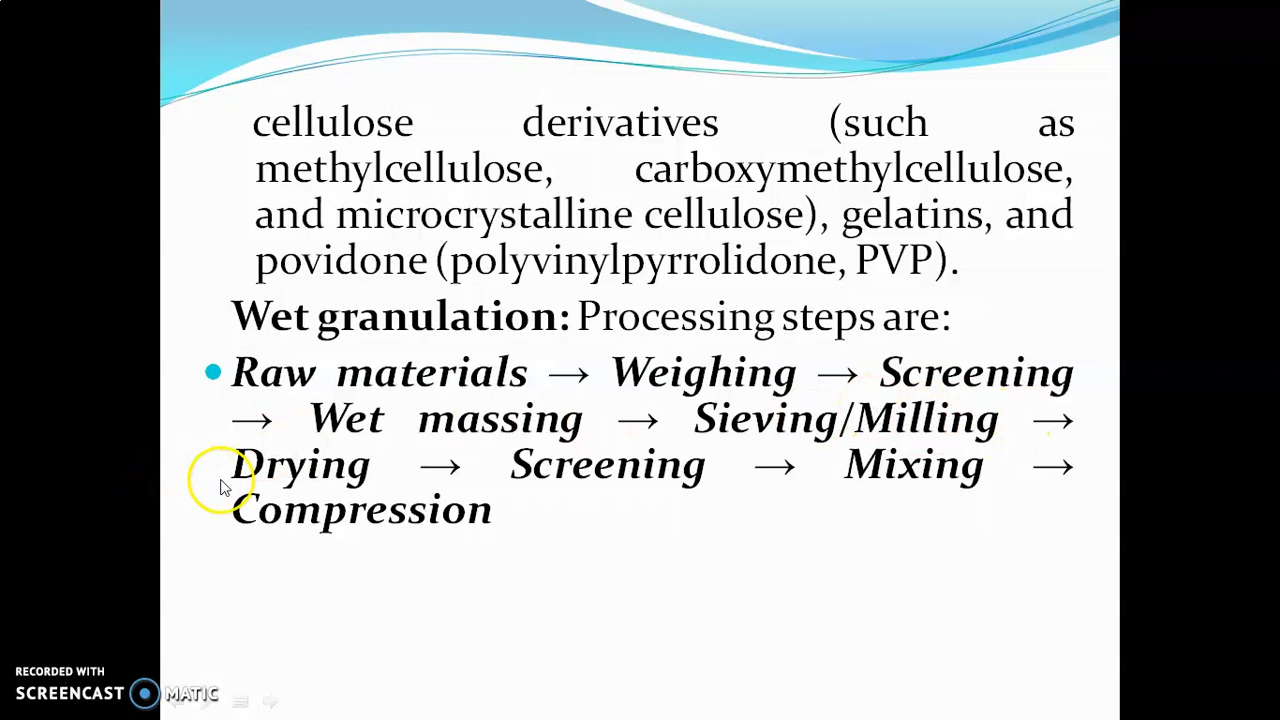 cellulose derivatives (such as
methylcellulose, carboxymethylcellulose,
and microcrystalline cellulose), gelatins, and
povidone (polyvinylpyrrolidone, PVP).
Wet granulation: Processing steps are:
Raw materials → Weighing → Screening
→ Wet massing → Sieving/Milling →
Drying → Screening → Mixing →
Compression
RECORDED WITH
SCREENCAST MATIC